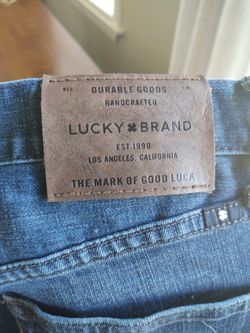 DURABLE GOODS
HANDCRAFTED
LUCKY BRAND
EST. 1990
LOS ANGELES, CALIFORNIA
THE MARK OF GOOD LUCK